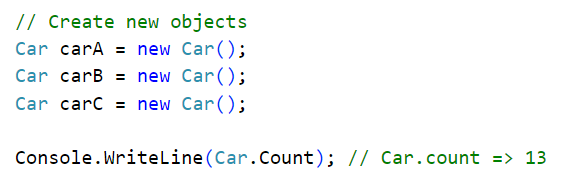 // Create new objects
Car carA = new Car();
Car carB = new Car();
Car carC = new Car();
Console.WriteLine(Car.Count); // Car.count => 13